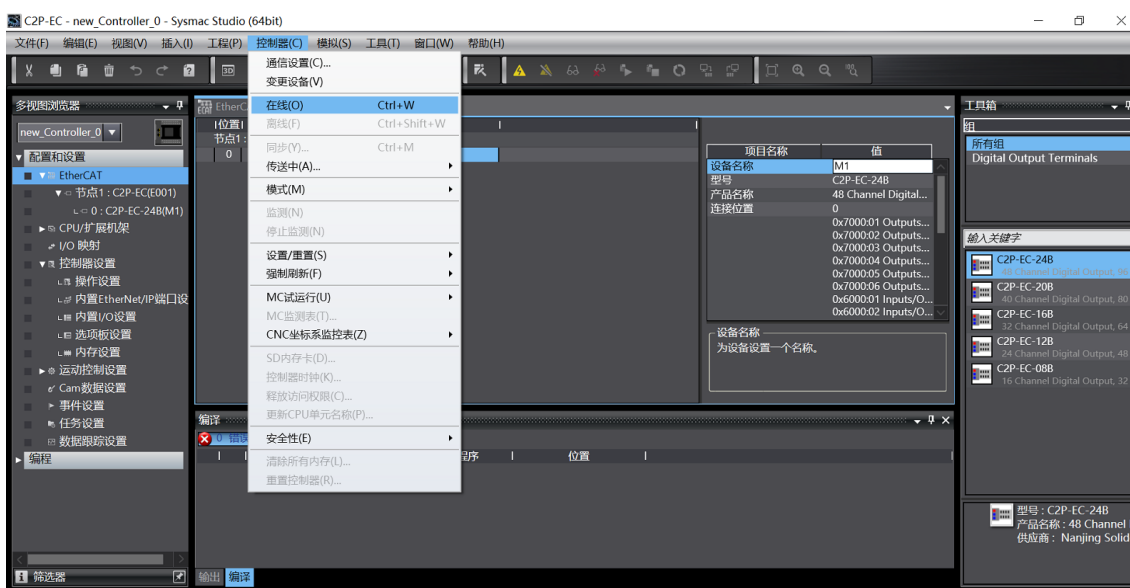 C2P-EC - new_Controller_0 - Sysmac Studio (64bit)
文件(F) 编辑(E) 视图(V) 插入(I) 工程(P) 控制器(C) 模拟(S) 工具(T) 窗口(W) 帮助(H)
通信设置(C)...
变更设备(V)
在线(O) Ctrl+W
离线(F) Ctrl+Shift+W
同步(Y)... Ctrl+M
传送中(A)...
模式(M)
监测(N)
停止监测(N)
设置/重置(S)
强制刷新(F)
MC试运行(U)
MC监测表(T)...
CNC坐标系监控表(Z)
SD内存卡(D)...
控制器时钟(K)...
释放访问权限(C)...
更新CPU单元名称(P)...
安全性(E)
清除所有内存(L)...
重置控制器(R)...
多视图浏览器
new_Controller_0
配置和设置
EtherCAT
节点1 : C2P-EC(E001)
0 : C2P-EC-24B(M1)
CPU/扩展机架
I/O 映射
控制器设置
操作设置
内置EtherNet/IP端口设
内置I/O设置
选项板设置
内存设置
运动控制设置
Cam数据设置
事件设置
任务设置
数据跟踪设置
编程
筛选器
EtherC
位置
节点1 :
0
项目名称 值
设备名称 M1
型号 C2P-EC-24B
产品名称 48 Channel Digital...
连接位置 0
0x7000:01 Outputs...
0x7000:02 Outputs...
0x7000:03 Outputs...
0x7000:04 Outputs...
0x7000:05 Outputs...
0x7000:06 Outputs...
0x6000:01 Inputs/O...
0x6000:02 Inputs/O...
设备名称
为设备设置一个名称。
编译
0 错误
程序 位置
输出 编译
工具箱
组
所有组
Digital Output Terminals
输入关键字
C2P-EC-24B
48 Channel Digital Output, 96
C2P-EC-20B
40 Channel Digital Output, 80
C2P-EC-16B
32 Channel Digital Output, 64
C2P-EC-12B
24 Channel Digital Output, 48
C2P-EC-08B
16 Channel Digital Output, 32
型号 : C2P-EC-24B
产品名称 : 48 Channel
供应商 : Nanjing Solid